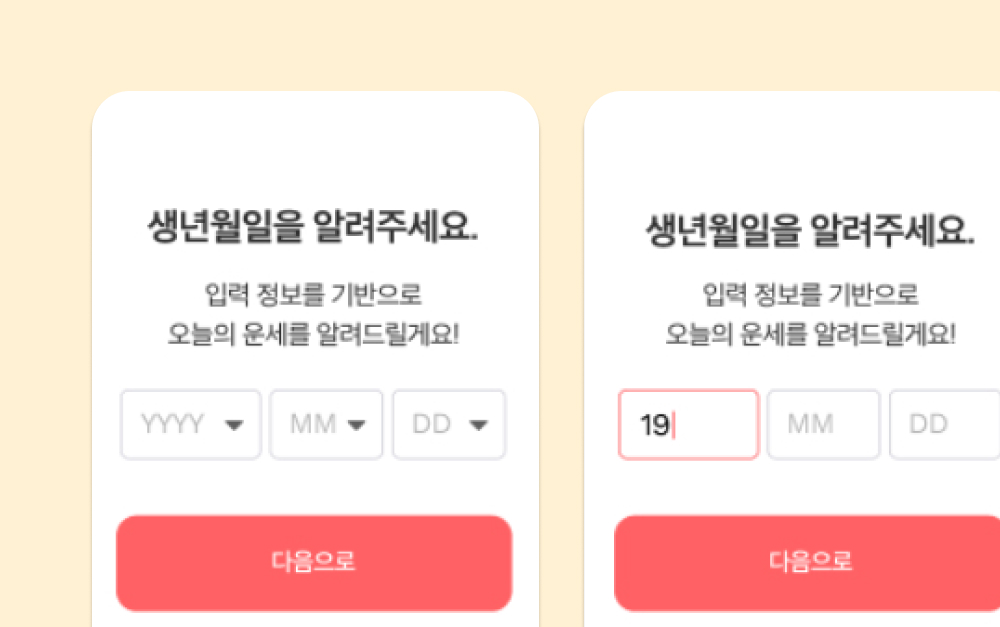 생년월일을 알려주세요.
입력 정보를 기반으로
오늘의 운세를 알려드릴게요!
YYYY MM DD
다음으로
생년월일을 알려주세요.
입력 정보를 기반으로
오늘의 운세를 알려드릴게요!
19 MM DD
다음으로